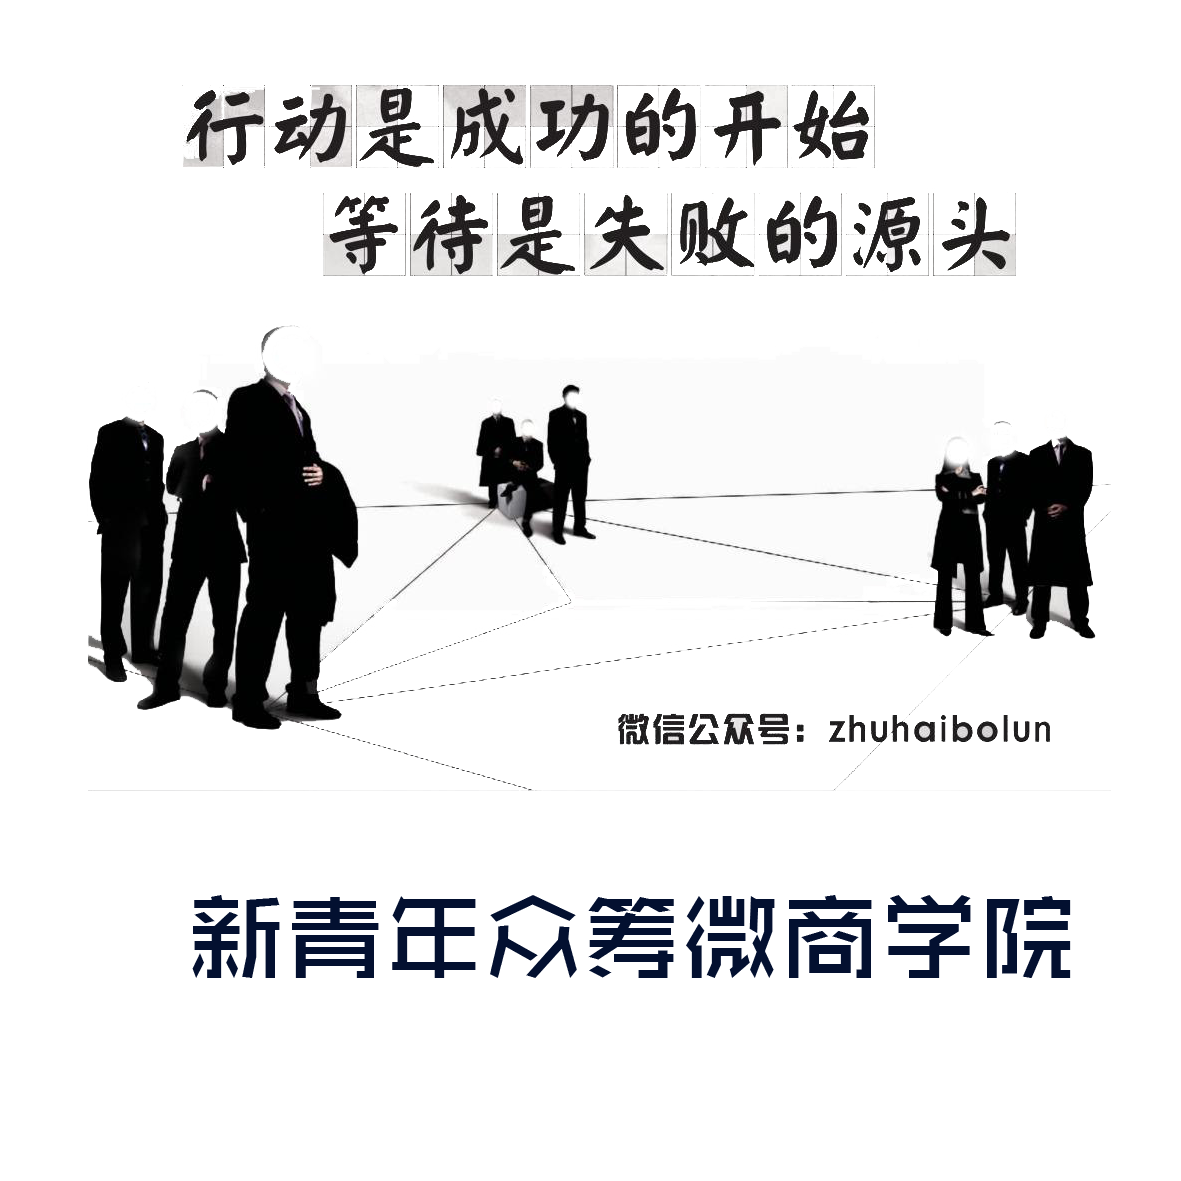 行动是成功的开始
等待是失败的源头
微信公众号：zhuhaibolun
新青年众筹微商学院